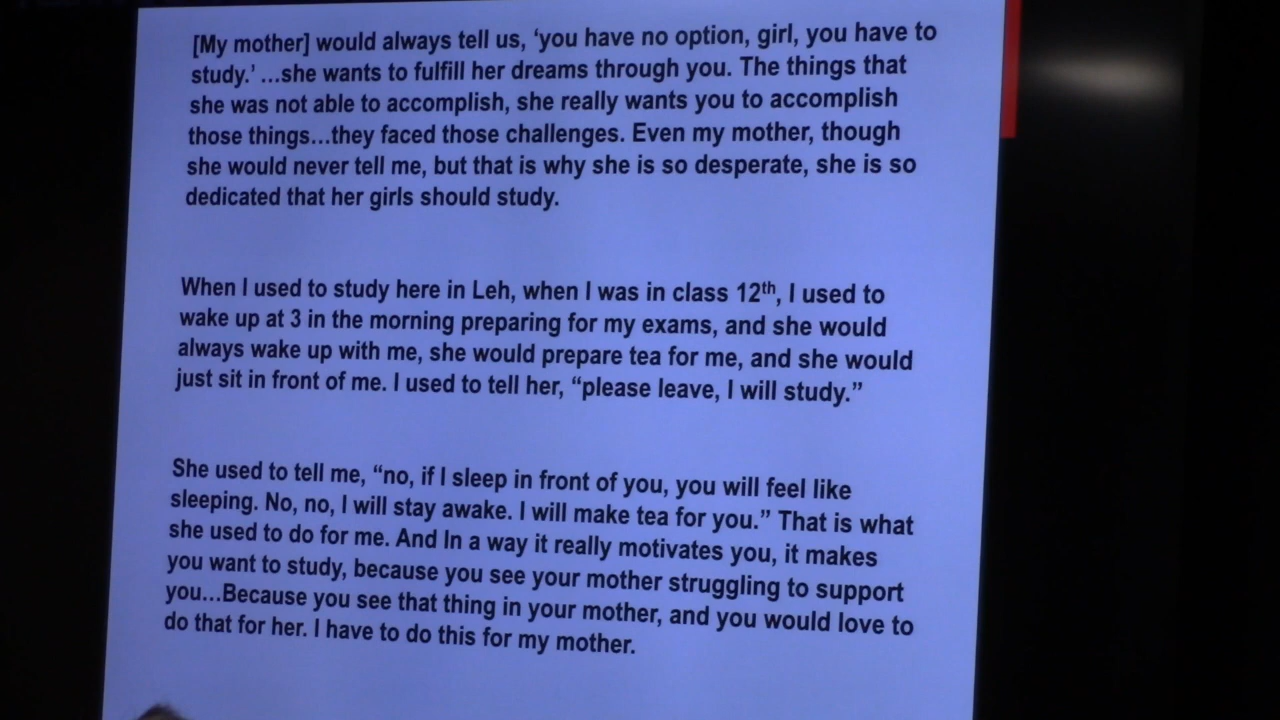 [My mother] would always tell us, ‘you have no option, girl, you have to
study.’ …she wants to fulfill her dreams through you. The things that
she was not able to accomplish, she really wants you to accomplish
those things…they faced those challenges. Even my mother, though
she would never tell me, but that is why she is so desperate, she is so
dedicated that her girls should study.
When I used to study here in Leh, when I was in class 12th, I used to
wake up at 3 in the morning preparing for my exams, and she would
always wake up with me, she would prepare tea for me, and she would
just sit in front of me. I used to tell her, “please leave, I will study.”
She used to tell me, “no, if I sleep in front of you, you will feel like
sleeping. No, no, I will stay awake. I will make tea for you.” That is what
she used to do for me. And In a way it really motivates you, it makes
you want to study, because you see your mother struggling to support
you…Because you see that thing in your mother, and you would love to
do that for her. I have to do this for my mother.